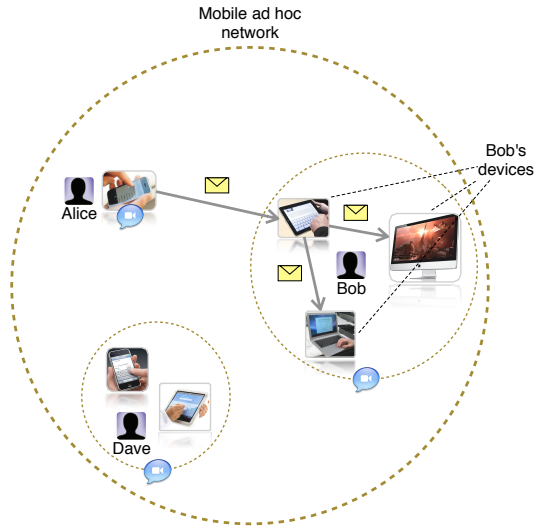 Mobile ad hoc
network
Bob's
devices
Alice
Bob
Dave